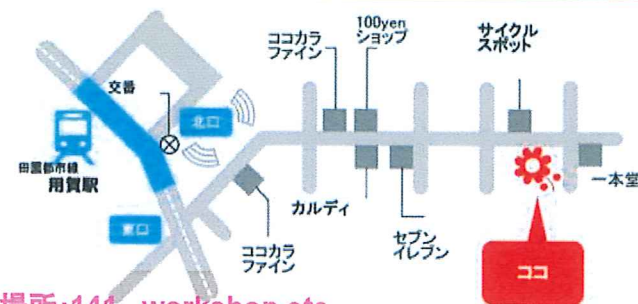 100yen
ショップ
ココカラ
ファイン
サイクル
スポット
交番
北口
田園都市線
用賀駅
東口
カルディ
ココカラ
ファイン
セブン
イレブン
一本堂
ココ